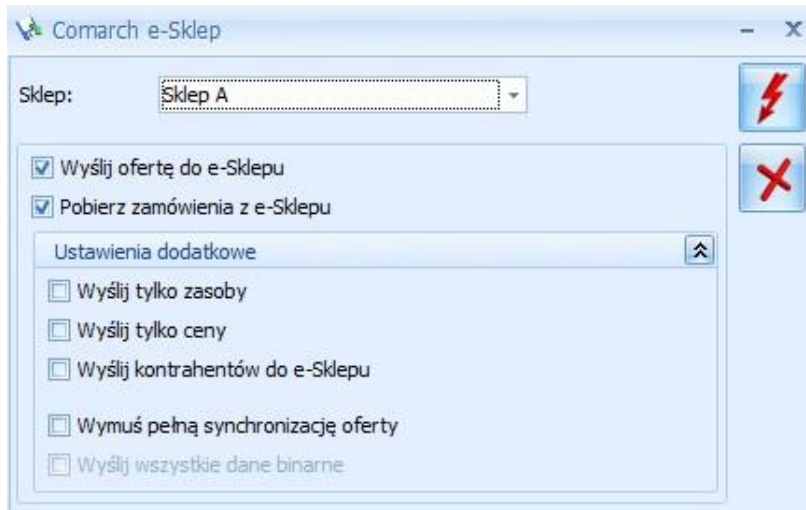 Comarch e-Sklep
Sklep: Sklep A
Wyślij ofertę do e-Sklepu
Pobierz zamówienia z e-Sklepu
Ustawienia dodatkowe
Wyślij tylko zasoby
Wyślij tylko ceny
Wyślij kontrahentów do e-Sklepu
Wymuś pełną synchronizację oferty
Wyślij wszystkie dane binarne